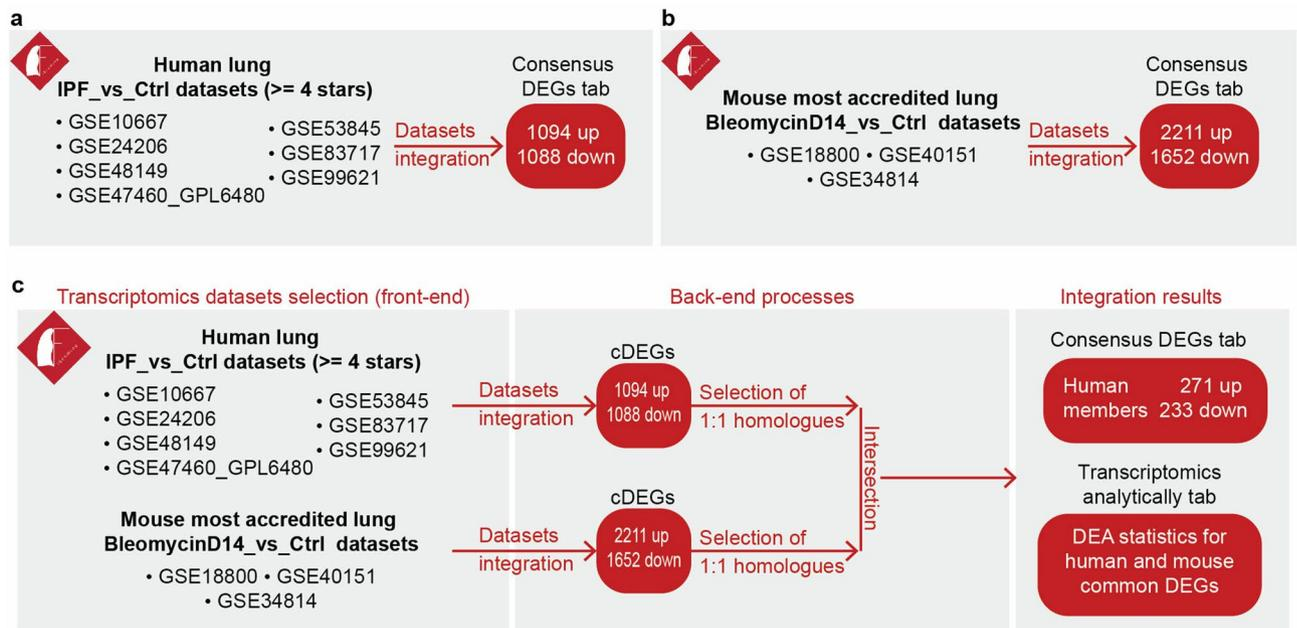 a
Human lung
IPF_vs_Ctrl datasets (>= 4 stars)
• GSE10667
• GSE24206
• GSE48149
• GSE47460_GPL6480
• GSE53845
• GSE83717
• GSE99621
Datasets
integration
Consensus
DEGs tab
1094 up
1088 down
b
Mouse most accredited lung
BleomycinD14_vs_Ctrl datasets
• GSE18800 • GSE40151
• GSE34814
Datasets
integration
Consensus
DEGs tab
2211 up
1652 down
c
Transcriptomics datasets selection (front-end)
Human lung
IPF_vs_Ctrl datasets (>= 4 stars)
• GSE10667
• GSE24206
• GSE48149
• GSE47460_GPL6480
• GSE53845
• GSE83717
• GSE99621
Mouse most accredited lung
BleomycinD14_vs_Ctrl datasets
• GSE18800 • GSE40151
• GSE34814
Back-end processes
Datasets
integration
cDEGs
1094 up
1088 down
Selection of
1:1 homologues
Datasets
integration
cDEGs
2211 up
1652 down
Selection of
1:1 homologues
Intersection
Integration results
Consensus DEGs tab
Human 271 up
members 233 down
Transcriptomics
analytically tab
DEA statistics for
human and mouse
common DEGs